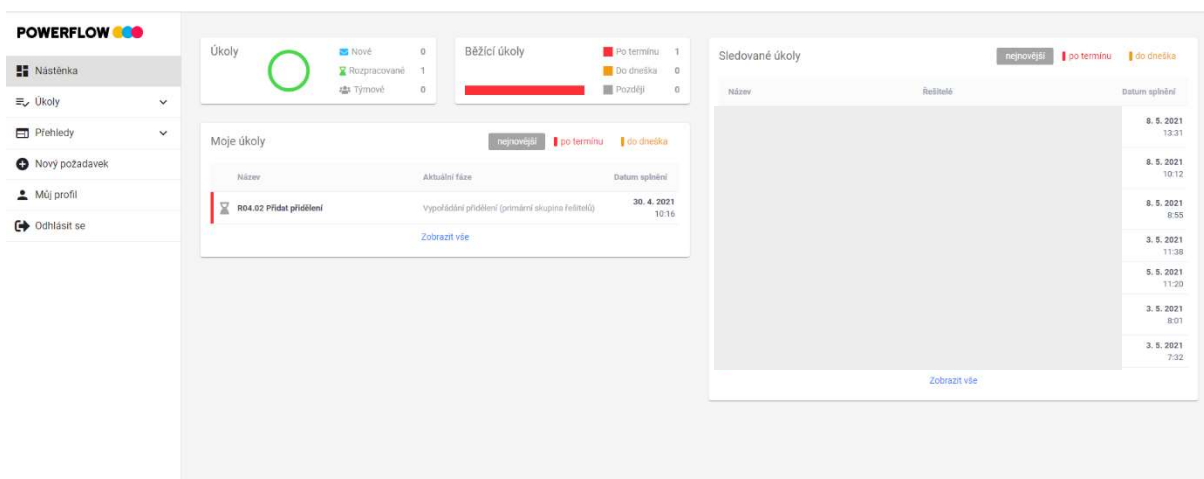 POWERFLOW
Nástěnka
Úkoly
Přehledy
Nový požadavek
Můj profil
Odhlásit se
Úkoly
Nové 0
Rozpracované 1
Týmové 0
Běžící úkoly
Po termínu 1
Do dneška 0
Později 0
Moje úkoly
nejnovější po termínu do dneška
Název Aktuální fáze Datum splnění
R04.02 Přidat přidělení Vypořádání přidělení (primární skupina řešitelů) 30. 4. 2021
10:16
Zobrazit vše
Sledované úkoly
nejnovější po termínu do dneška
Název Řešitelé Datum splnění
8. 5. 2021
13:31
8. 5. 2021
10:12
8. 5. 2021
8:55
3. 5. 2021
11:38
5. 5. 2021
11:20
3. 5. 2021
8:01
3. 5. 2021
7:32
Zobrazit vše